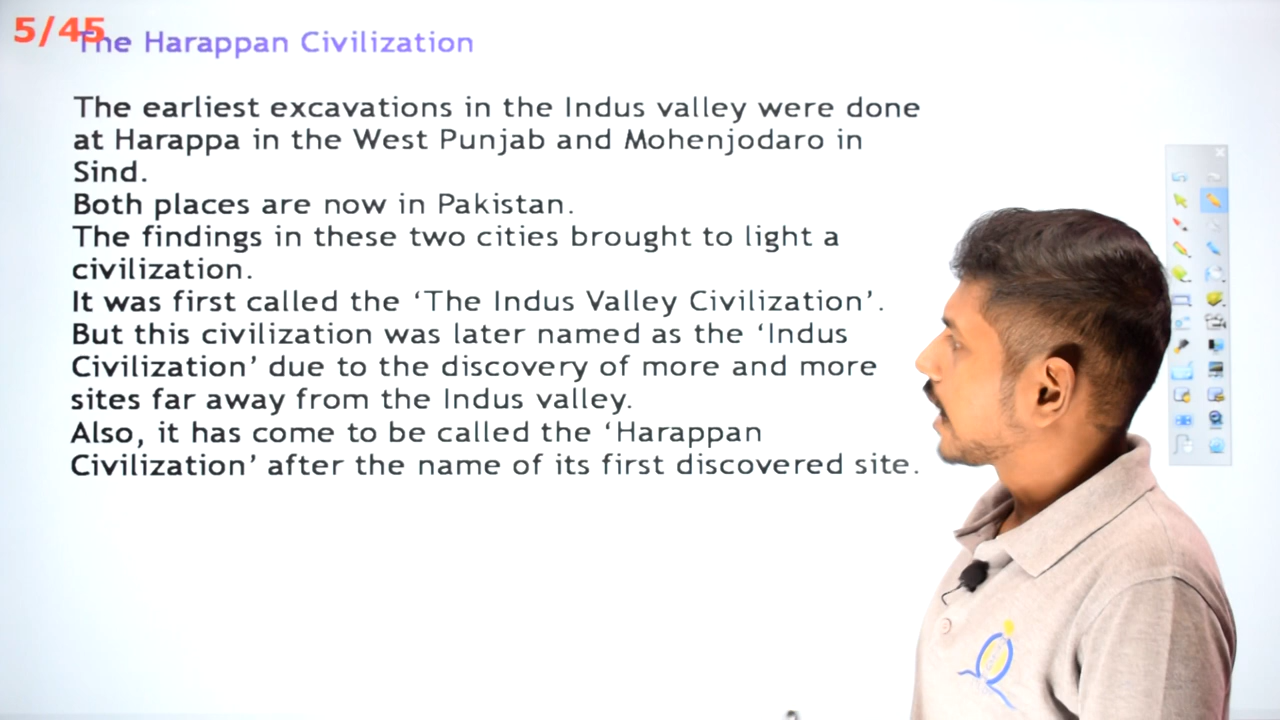 5/45
The Harappan Civilization
The earliest excavations in the Indus valley were done
at Harappa in the West Punjab and Mohenjodaro in
Sind.
Both places are now in Pakistan.
The findings in these two cities brought to light a
civilization.
It was first called the ‘The Indus Valley Civilization’.
But this civilization was later named as the ‘Indus
Civilization’ due to the discovery of more and more
sites far away from the Indus valley.
Also, it has come to be called the ‘Harappan
Civilization’ after the name of its first discovered site.